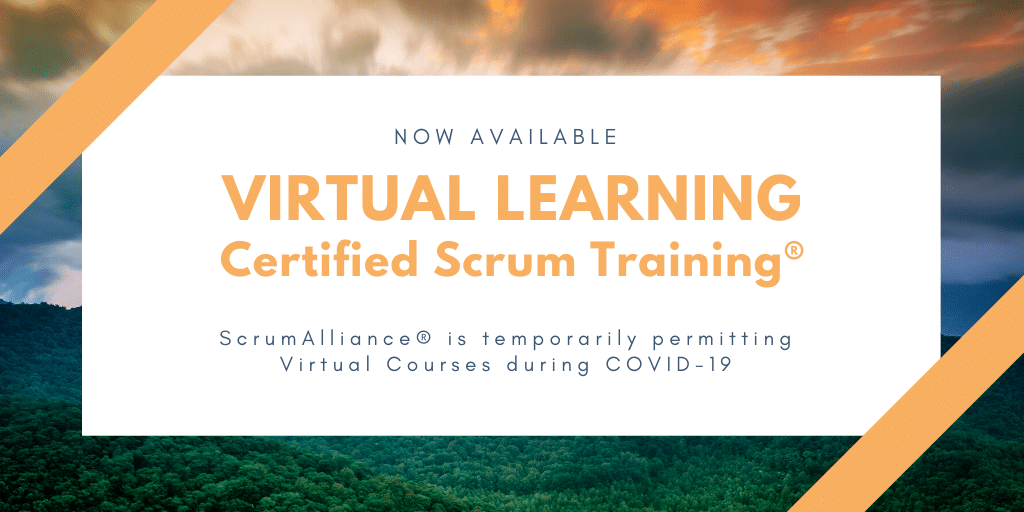 NOW AVAILABLE
VIRTUAL LEARNING
Certified Scrum Training®
ScrumAlliance® is temporarily permitting
Virtual Courses during COVID-19